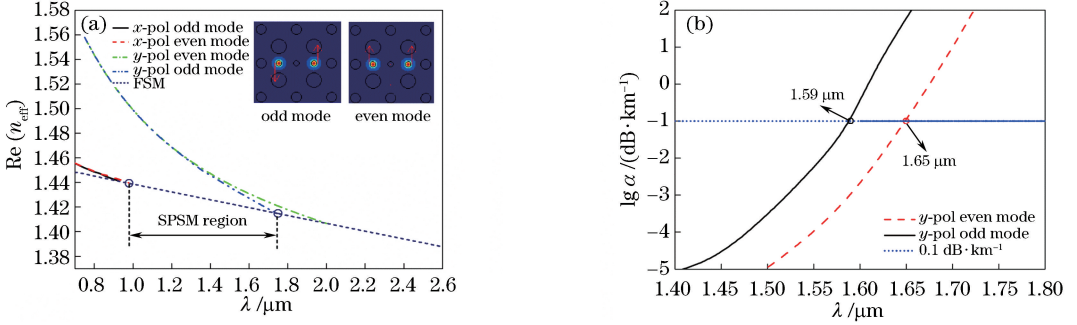 (a)
x-pol odd mode
x-pol even mode
y-pol even mode
y-pol odd mode
FSM
odd mode
even mode
SPSM region
Re (n_eff)
1.58
1.56
1.54
1.52
1.50
1.48
1.46
1.44
1.42
1.40
1.38
0.8 1.0 1.2 1.4 1.6 1.8 2.0 2.2 2.4 2.6
λ /μm
(b)
lg α /(dB·km⁻¹)
2
1
0
−1
−2
−3
−4
−5
1.59 μm
1.65 μm
y-pol even mode
y-pol odd mode
0.1 dB·km⁻¹
1.40 1.45 1.50 1.55 1.60 1.65 1.70 1.75 1.80
λ /μm